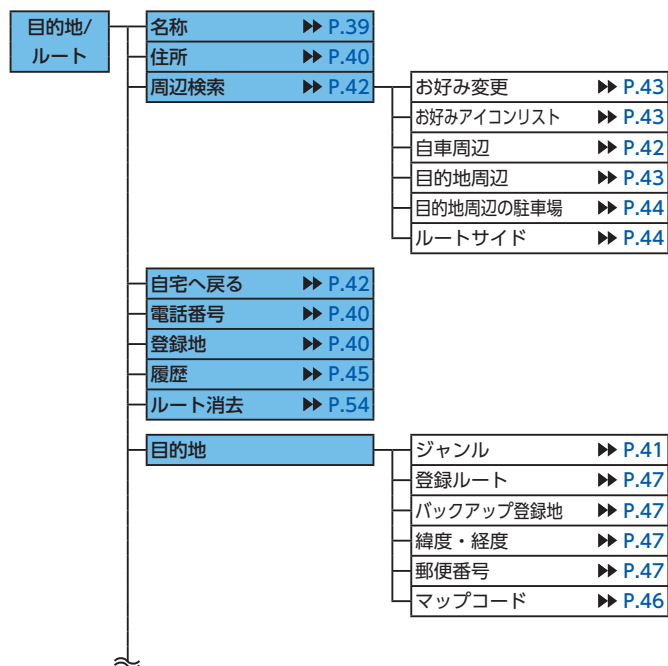 目的地/
ルート
名称 ▶▶ P.39
住所 ▶▶ P.40
周辺検索 ▶▶ P.42
お好み変更 ▶▶ P.43
お好みアイコンリスト ▶▶ P.43
自車周辺 ▶▶ P.42
目的地周辺 ▶▶ P.43
目的地周辺の駐車場 ▶▶ P.44
ルートサイド ▶▶ P.44
自宅へ戻る ▶▶ P.42
電話番号 ▶▶ P.40
登録地 ▶▶ P.40
履歴 ▶▶ P.45
ルート消去 ▶▶ P.54
目的地
ジャンル ▶▶ P.41
登録ルート ▶▶ P.47
バックアップ登録地 ▶▶ P.47
緯度・経度 ▶▶ P.47
郵便番号 ▶▶ P.47
マップコード ▶▶ P.46